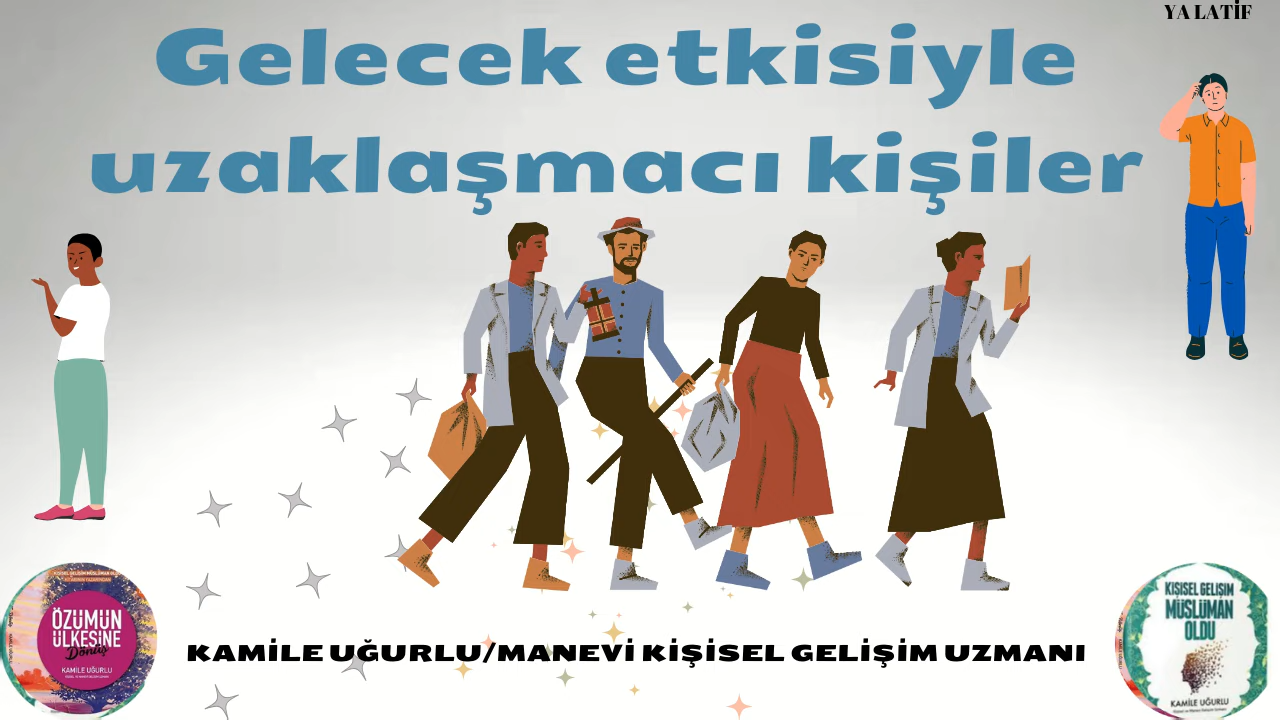 YA LATİF
Gelecek etkisiyle
uzaklaşmacı kişiler
KAMİLE UĞURLU/MANEVİ KİŞİSEL GELİŞİM UZMANI
ÖZÜMÜN
ÜLKESİNE
Dönüş
KAMİLE UĞURLU
KİŞİSEL GELİŞİM
MÜSLÜMAN
OLDU
KAMİLE UĞURLU